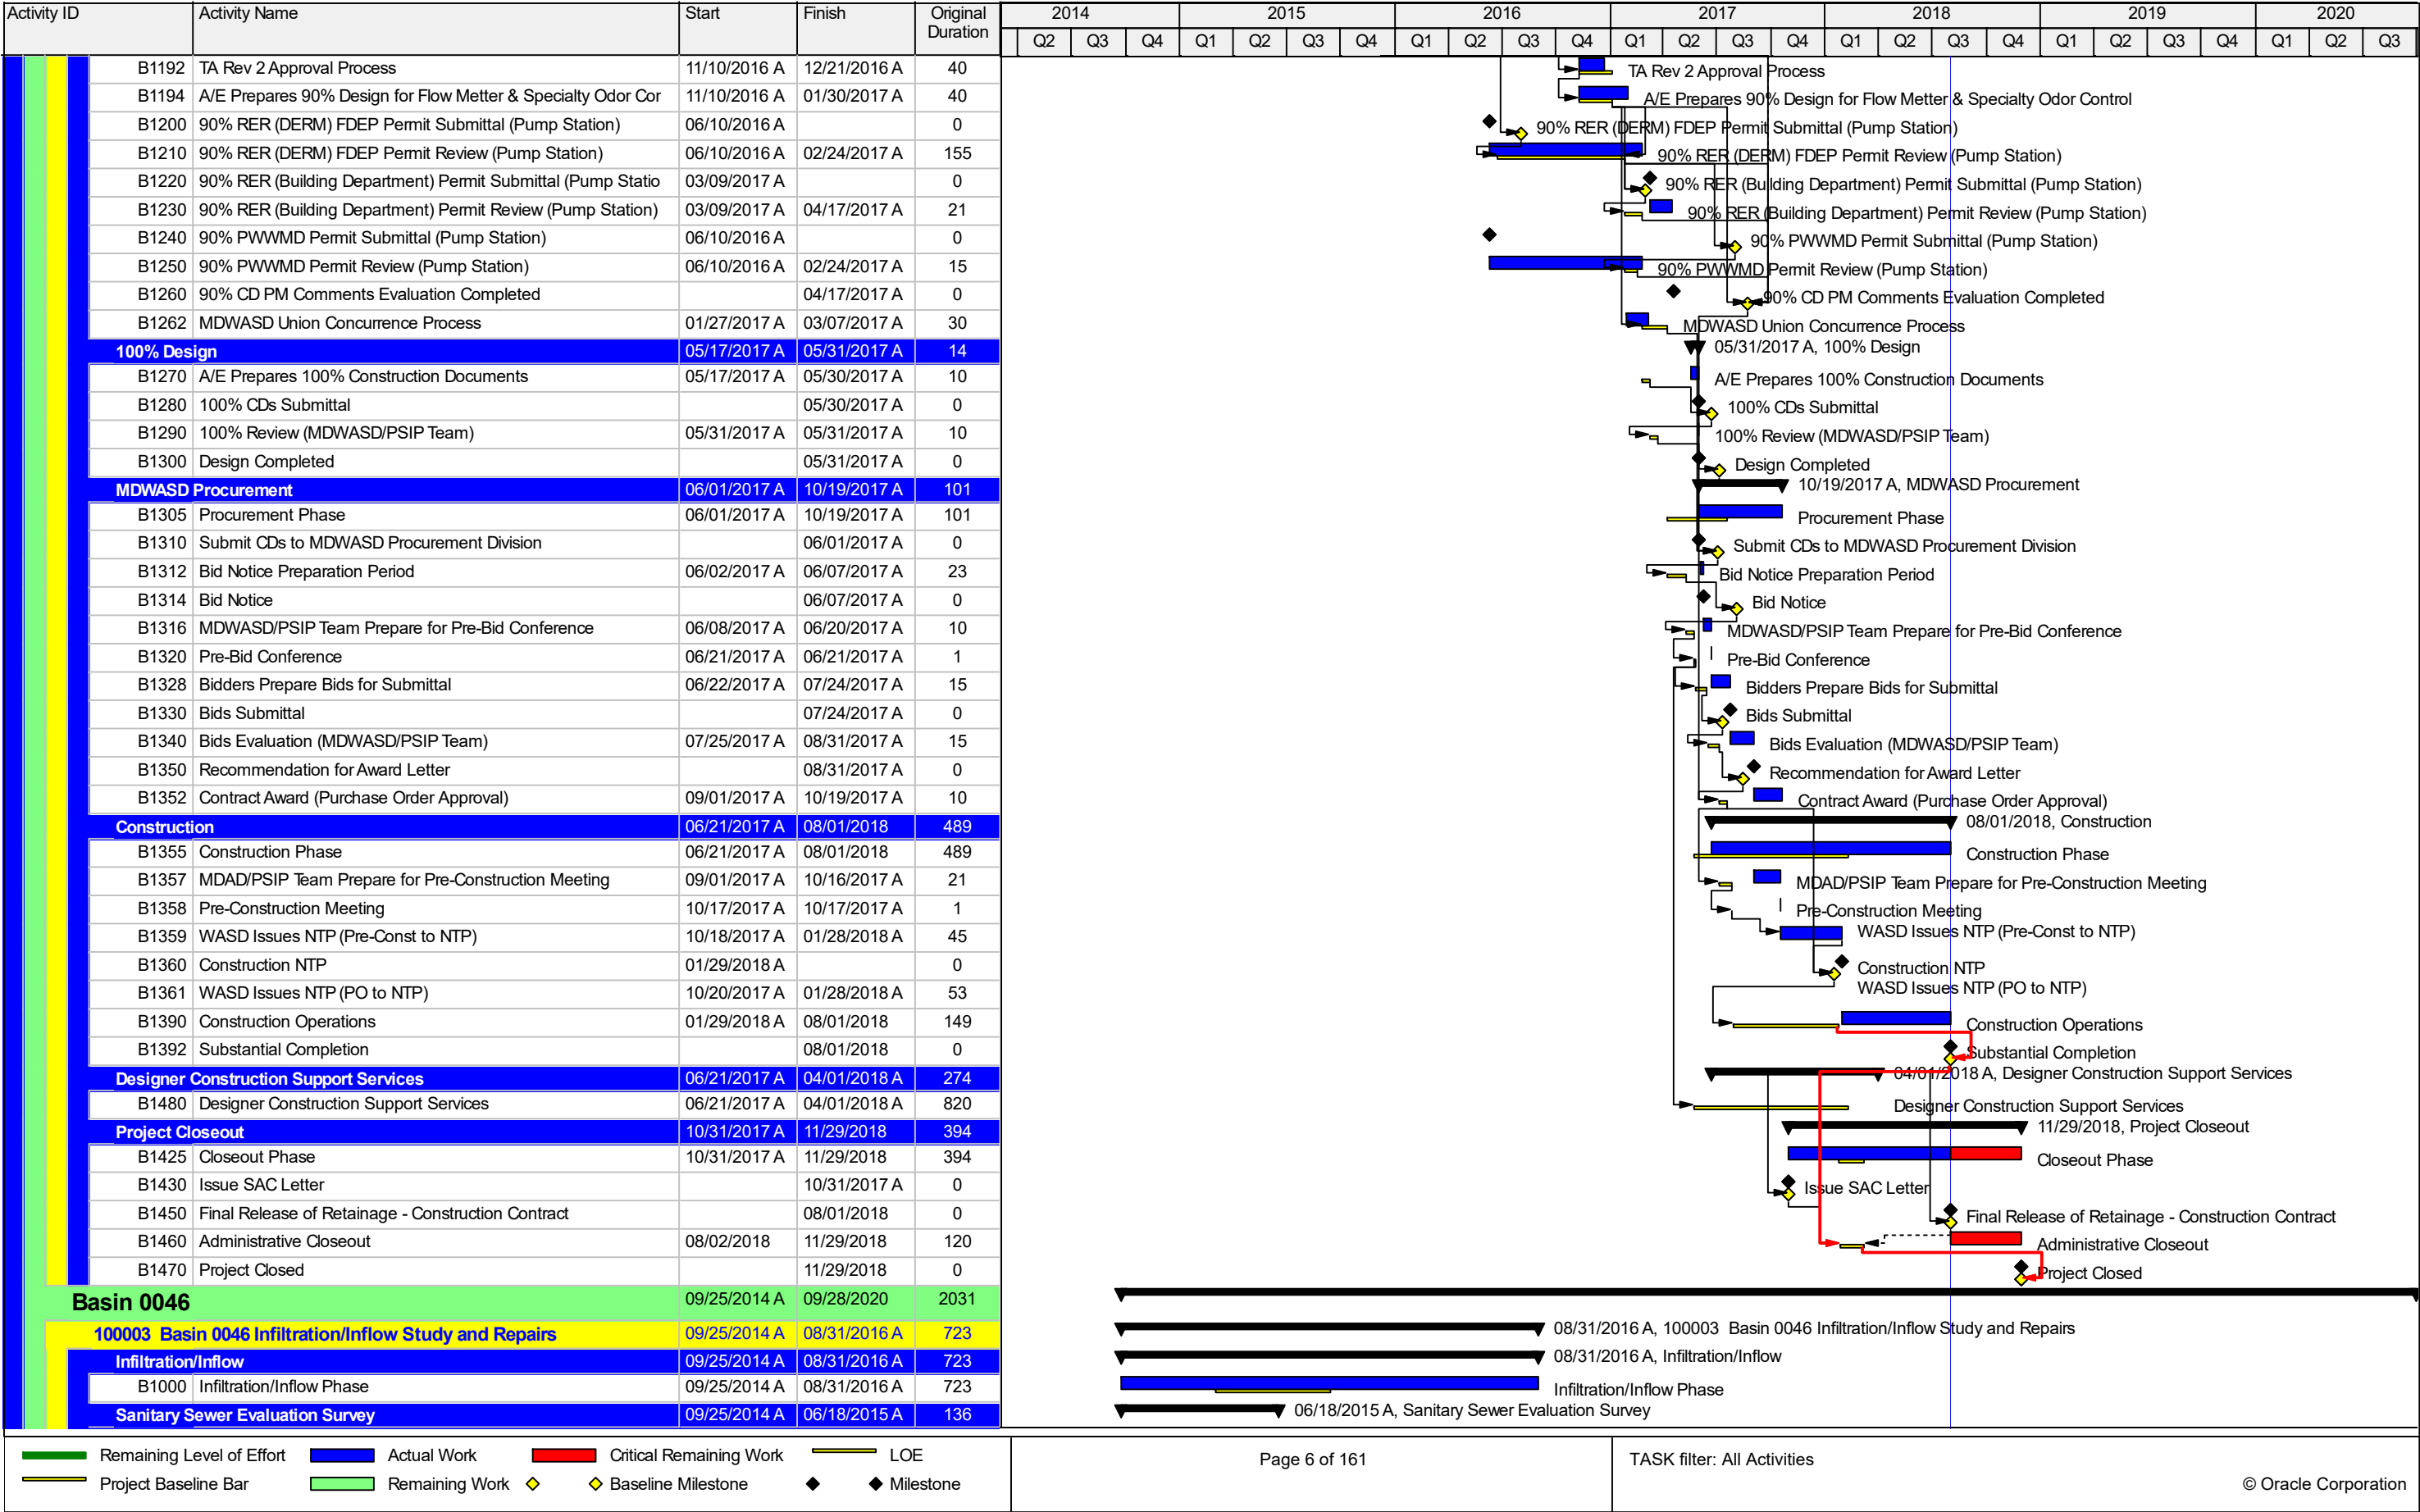 Activity ID Activity Name Start Finish Original Duration 2014 2015 2016 2017 2018 2019 2020
Q2 Q3 Q4 Q1 Q2 Q3 Q4 Q1 Q2 Q3 Q4 Q1 Q2 Q3 Q4 Q1 Q2 Q3 Q4 Q1 Q2 Q3 Q4 Q1 Q2 Q3
B1192 TA Rev 2 Approval Process 11/10/2016 A 12/21/2016 A 40 TA Rev 2 Approval Process
B1194 A/E Prepares 90% Design for Flow Metter & Specialty Odor Cor 11/10/2016 A 01/30/2017 A 40 A/E Prepares 90% Design for Flow Metter & Specialty Odor Control
B1200 90% RER (DERM) FDEP Permit Submittal (Pump Station) 06/10/2016 A 0 90% RER (DERM) FDEP Permit Submittal (Pump Station)
B1210 90% RER (DERM) FDEP Permit Review (Pump Station) 06/10/2016 A 02/24/2017 A 155 90% RER (DERM) FDEP Permit Review (Pump Station)
B1220 90% RER (Building Department) Permit Submittal (Pump Statio 03/09/2017 A 0 90% RER (Building Department) Permit Submittal (Pump Station)
B1230 90% RER (Building Department) Permit Review (Pump Station) 03/09/2017 A 04/17/2017 A 21 90% RER (Building Department) Permit Review (Pump Station)
B1240 90% PWWMD Permit Submittal (Pump Station) 06/10/2016 A 0 90% PWWMD Permit Submittal (Pump Station)
B1250 90% PWWMD Permit Review (Pump Station) 06/10/2016 A 02/24/2017 A 15 90% PWWMD Permit Review (Pump Station)
B1260 90% CD PM Comments Evaluation Completed 04/17/2017 A 0 90% CD PM Comments Evaluation Completed
B1262 MDWASD Union Concurrence Process 01/27/2017 A 03/07/2017 A 30 MDWASD Union Concurrence Process
100% Design 05/17/2017 A 05/31/2017 A 14 05/31/2017 A, 100% Design
B1270 A/E Prepares 100% Construction Documents 05/17/2017 A 05/30/2017 A 10 A/E Prepares 100% Construction Documents
B1280 100% CDs Submittal 05/30/2017 A 0 100% CDs Submittal
B1290 100% Review (MDWASD/PSIP Team) 05/31/2017 A 05/31/2017 A 10 100% Review (MDWASD/PSIP Team)
B1300 Design Completed 05/31/2017 A 0 Design Completed
MDWASD Procurement 06/01/2017 A 10/19/2017 A 101 10/19/2017 A, MDWASD Procurement
B1305 Procurement Phase 06/01/2017 A 10/19/2017 A 101 Procurement Phase
B1310 Submit CDs to MDWASD Procurement Division 06/01/2017 A 0 Submit CDs to MDWASD Procurement Division
B1312 Bid Notice Preparation Period 06/02/2017 A 06/07/2017 A 23 Bid Notice Preparation Period
B1314 Bid Notice 06/07/2017 A 0 Bid Notice
B1316 MDWASD/PSIP Team Prepare for Pre-Bid Conference 06/08/2017 A 06/20/2017 A 10 MDWASD/PSIP Team Prepare for Pre-Bid Conference
B1320 Pre-Bid Conference 06/21/2017 A 06/21/2017 A 1 Pre-Bid Conference
B1328 Bidders Prepare Bids for Submittal 06/22/2017 A 07/24/2017 A 15 Bidders Prepare Bids for Submittal
B1330 Bids Submittal 07/24/2017 A 0 Bids Submittal
B1340 Bids Evaluation (MDWASD/PSIP Team) 07/25/2017 A 08/31/2017 A 15 Bids Evaluation (MDWASD/PSIP Team)
B1350 Recommendation for Award Letter 08/31/2017 A 0 Recommendation for Award Letter
B1352 Contract Award (Purchase Order Approval) 09/01/2017 A 10/19/2017 A 10 Contract Award (Purchase Order Approval)
Construction 06/21/2017 A 08/01/2018 489 08/01/2018, Construction
B1355 Construction Phase 06/21/2017 A 08/01/2018 489 Construction Phase
B1357 MDAD/PSIP Team Prepare for Pre-Construction Meeting 09/01/2017 A 10/16/2017 A 21 MDAD/PSIP Team Prepare for Pre-Construction Meeting
B1358 Pre-Construction Meeting 10/17/2017 A 10/17/2017 A 1 Pre-Construction Meeting
B1359 WASD Issues NTP (Pre-Const to NTP) 10/18/2017 A 01/28/2018 A 45 WASD Issues NTP (Pre-Const to NTP)
B1360 Construction NTP 01/29/2018 A 0 Construction NTP
B1361 WASD Issues NTP (PO to NTP) 10/20/2017 A 01/28/2018 A 53 WASD Issues NTP (PO to NTP)
B1390 Construction Operations 01/29/2018 A 08/01/2018 149 Construction Operations
B1392 Substantial Completion 08/01/2018 0 Substantial Completion
Designer Construction Support Services 06/21/2017 A 04/01/2018 A 274 04/01/2018 A, Designer Construction Support Services
B1480 Designer Construction Support Services 06/21/2017 A 04/01/2018 A 820 Designer Construction Support Services
Project Closeout 10/31/2017 A 11/29/2018 394 11/29/2018, Project Closeout
B1425 Closeout Phase 10/31/2017 A 11/29/2018 394 Closeout Phase
B1430 Issue SAC Letter 10/31/2017 A 0 Issue SAC Letter
B1450 Final Release of Retainage - Construction Contract 08/01/2018 0 Final Release of Retainage - Construction Contract
B1460 Administrative Closeout 08/02/2018 11/29/2018 120 Administrative Closeout
B1470 Project Closed 11/29/2018 0 Project Closed
Basin 0046 09/25/2014 A 09/28/2020 2031
100003 Basin 0046 Infiltration/Inflow Study and Repairs 09/25/2014 A 08/31/2016 A 723 08/31/2016 A, 100003 Basin 0046 Infiltration/Inflow Study and Repairs
Infiltration/Inflow 09/25/2014 A 08/31/2016 A 723 08/31/2016 A, Infiltration/Inflow
B1000 Infiltration/Inflow Phase 09/25/2014 A 08/31/2016 A 723 Infiltration/Inflow Phase
Sanitary Sewer Evaluation Survey 09/25/2014 A 06/18/2015 A 136 06/18/2015 A, Sanitary Sewer Evaluation Survey
Remaining Level of Effort Actual Work Critical Remaining Work LOE Page 6 of 161 TASK filter: All Activities
Project Baseline Bar Remaining Work Baseline Milestone Milestone © Oracle Corporation